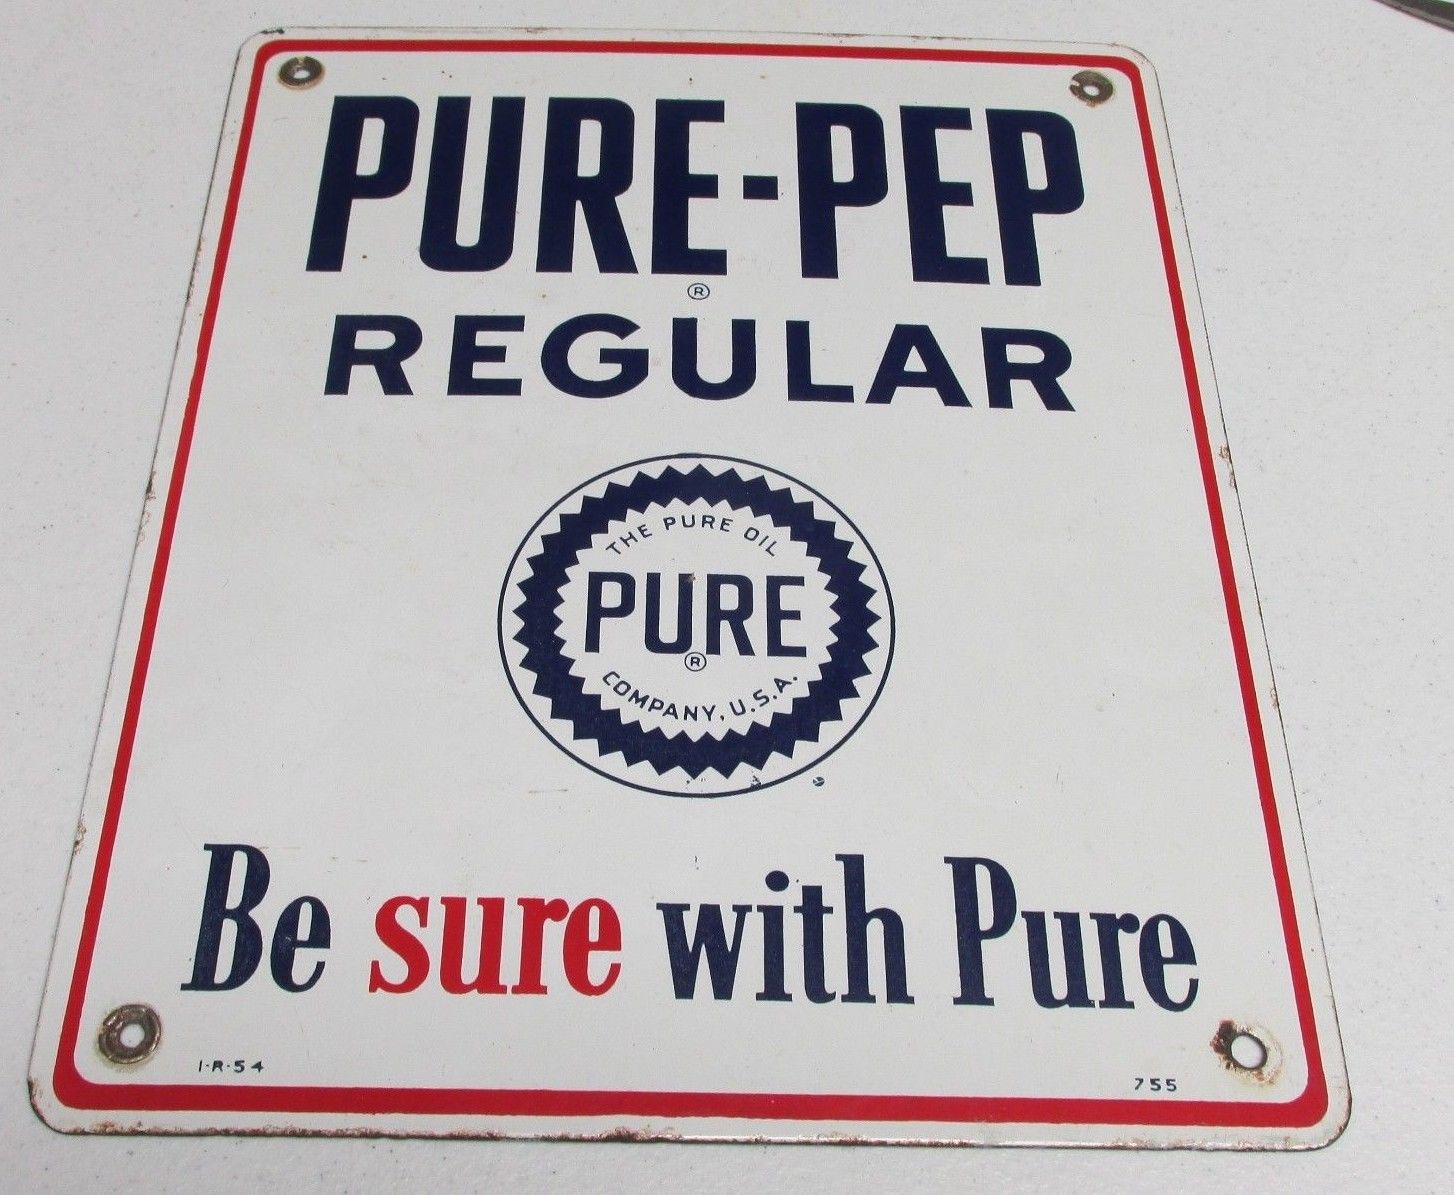 PURE-PEP
®
REGULAR
THE PURE OIL
PURE
®
COMPANY, U.S.A.
Be sure with Pure
I-R-54
755